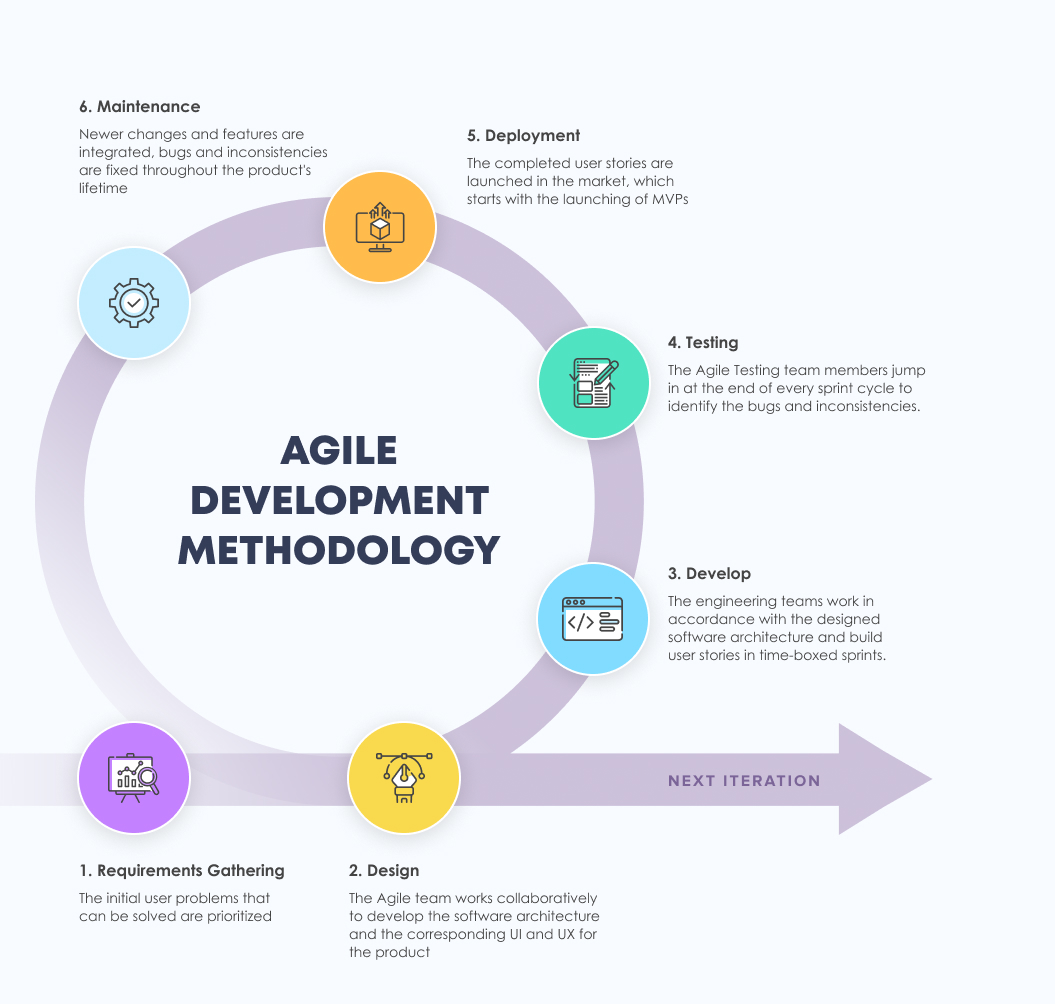 6. Maintenance
Newer changes and features are
integrated, bugs and inconsistencies
are fixed throughout the product's
lifetime
5. Deployment
The completed user stories are
launched in the market, which
starts with the launching of MVPs
4. Testing
The Agile Testing team members jump
in at the end of every sprint cycle to
identify the bugs and inconsistencies.
AGILE
DEVELOPMENT
METHODOLOGY
3. Develop
The engineering teams work in
accordance with the designed
software architecture and build
user stories in time-boxed sprints.
NEXT ITERATION
1. Requirements Gathering
The initial user problems that
can be solved are prioritized
2. Design
The Agile team works collaboratively
to develop the software architecture
and the corresponding UI and UX for
the product